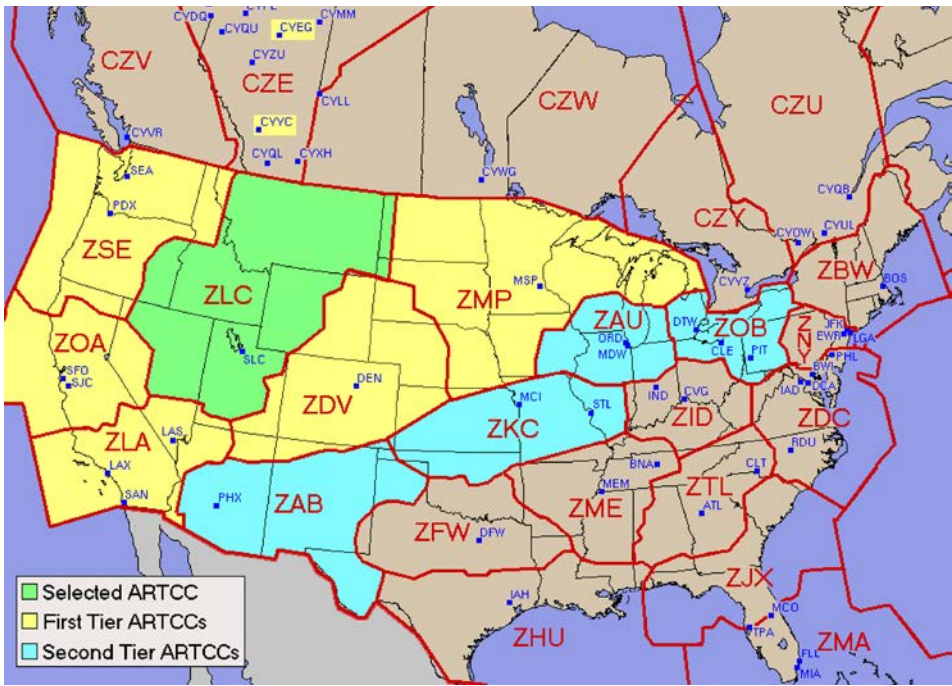 CYDQ
CYMM
CYQU
CYEG
CZV
CYZU
CZE
CZW
CZU
CYLL
CYVR
CYYC
CYQL
CYXH
CYWG
CYQB
SEA
CZY
CYOW
CYUL
PDX
ZSE
ZBW
ZLC
MSP
ZMP
CYYZ
BOS
ZOA
ZAU
DTW
ZOB
ZNY
JFK
EWR
LGA
SLC
ORD
MDW
CLE
PIT
PHL
SFO
SJC
DEN
BWI
IAD
DCA
ZDV
MCI
STL
IND
CVG
ZID
ZDC
ZLA
LAS
ZKC
RDU
LAX
BNA
CLT
SAN
PHX
ZAB
MEM
ZME
ZTL
ATL
ZFW
DFW
Selected ARTCC
First Tier ARTCCs
Second Tier ARTCCs
IAH
ZJX
ZHU
MCO
TPA
ZMA
FLL
MIA